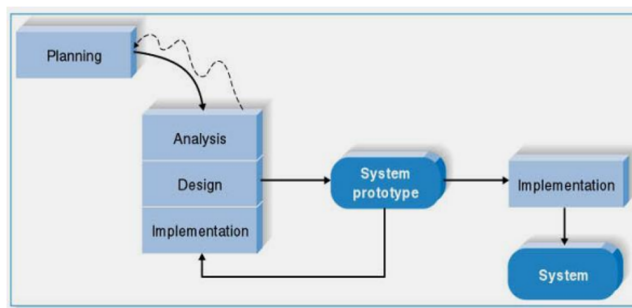 Planning
Analysis
Design
Implementation
System
prototype
Implementation
System